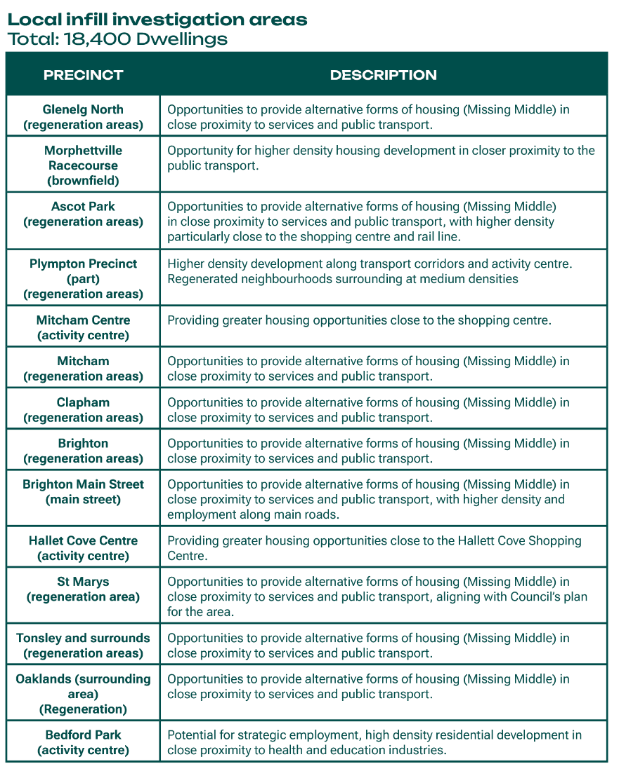 Local infill investigation areas
Total: 18,400 Dwellings
PRECINCT
DESCRIPTION
Glenelg North
(regeneration areas)
Opportunities to provide alternative forms of housing (Missing Middle) in
close proximity to services and public transport.
Morphettville
Racecourse
(brownfield)
Opportunity for higher density housing development in closer proximity to the
public transport.
Ascot Park
(regeneration areas)
Opportunities to provide alternative forms of housing (Missing Middle)
in close proximity to services and public transport, with higher density
particularly close to the shopping centre and rail line.
Plympton Precinct
(part)
(regeneration areas)
Higher density development along transport corridors and activity centre.
Regenerated neighbourhoods surrounding at medium densities
Mitcham Centre
(activity centre)
Providing greater housing opportunities close to the shopping centre.
Mitcham
(regeneration areas)
Opportunities to provide alternative forms of housing (Missing Middle) in
close proximity to services and public transport.
Clapham
(regeneration areas)
Opportunities to provide alternative forms of housing (Missing Middle) in
close proximity to services and public transport.
Brighton
(regeneration areas)
Opportunities to provide alternative forms of housing (Missing Middle) in
close proximity to services and public transport.
Brighton Main Street
(main street)
Opportunities to provide alternative forms of housing (Missing Middle) in
close proximity to services and public transport, with higher density and
employment along main roads.
Hallet Cove Centre
(activity centre)
Providing greater housing opportunities close to the Hallett Cove Shopping
Centre.
St Marys
(regeneration area)
Opportunities to provide alternative forms of housing (Missing Middle) in
close proximity to services and public transport, aligning with Council's plan
for the area.
Tonsley and surrounds
(regeneration areas)
Opportunities to provide alternative forms of housing (Missing Middle) in
close proximity to services and public transport.
Oaklands (surrounding
area)
(Regeneration)
Opportunities to provide alternative forms of housing (Missing Middle) in
close proximity to services and public transport.
Bedford Park
(activity centre)
Potential for strategic employment, high density residential development in
close proximity to health and education industries.